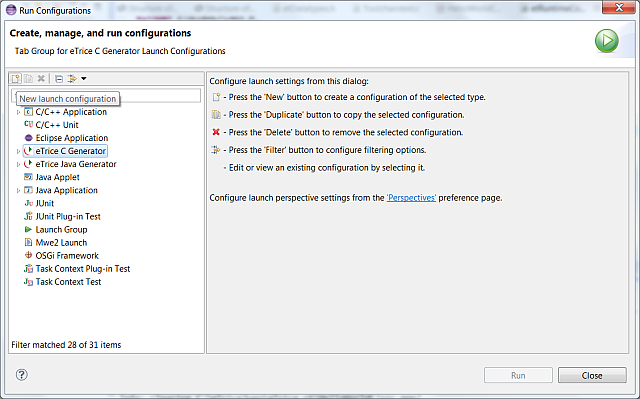 Run Configurations
Create, manage, and run configurations
Tab Group for eTrice C Generator Launch Configurations
New launch configuration
C/C++ Application
C/C++ Unit
Eclipse Application
eTrice C Generator
eTrice Java Generator
Java Applet
Java Application
JUnit
JUnit Plug-in Test
Launch Group
Mwe2 Launch
OSGi Framework
Task Context Plug-in Test
Task Context Test
Filter matched 28 of 31 items
Configure launch settings from this dialog:
- Press the 'New' button to create a configuration of the selected type.
- Press the 'Duplicate' button to copy the selected configuration.
- Press the 'Delete' button to remove the selected configuration.
- Press the 'Filter' button to configure filtering options.
- Edit or view an existing configuration by selecting it.
Configure launch perspective settings from the 'Perspectives' preference page.
Run
Close